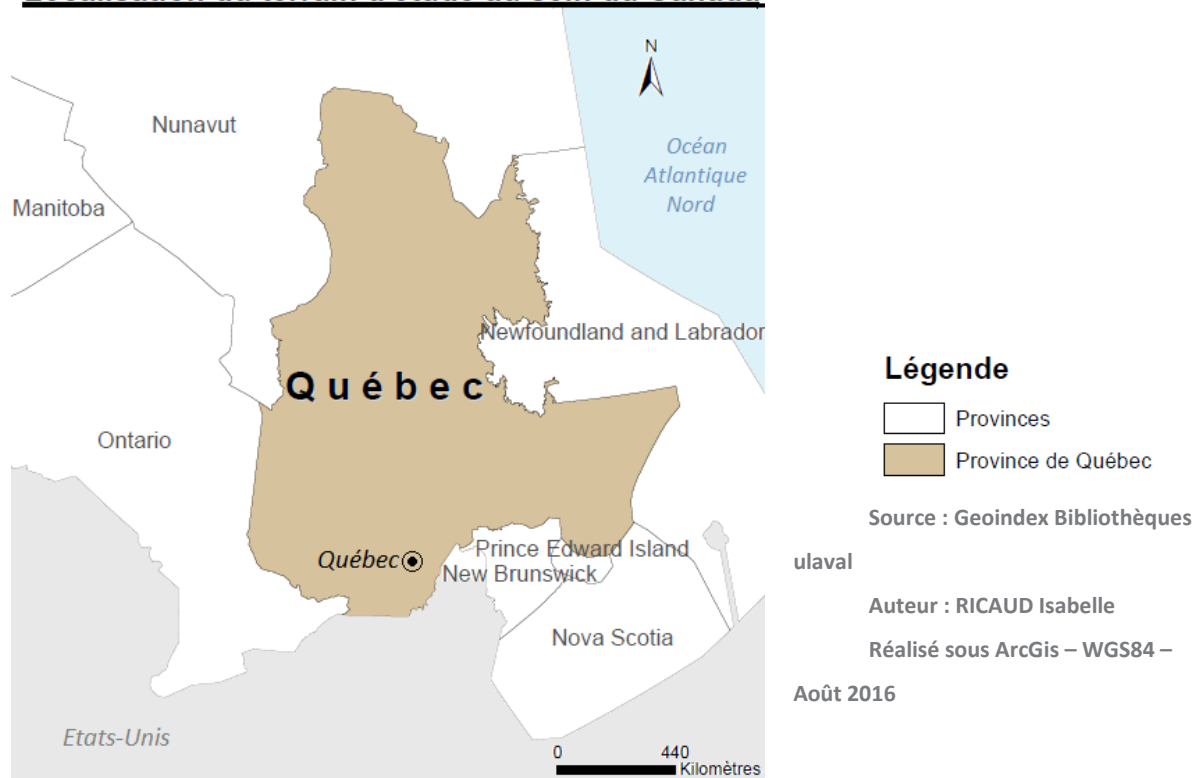 N
Nunavut
Océan
Atlantique
Nord
Manitoba
Newfoundland and Labrador
Québec
Ontario
Québec
Prince Edward Island
New Brunswick
Nova Scotia
Etats-Unis
0 440
Kilomètres
Légende
Provinces
Province de Québec
Source : Geoindex Bibliothèques
ulaval
Auteur : RICAUD Isabelle
Réalisé sous ArcGis – WGS84 –
Août 2016